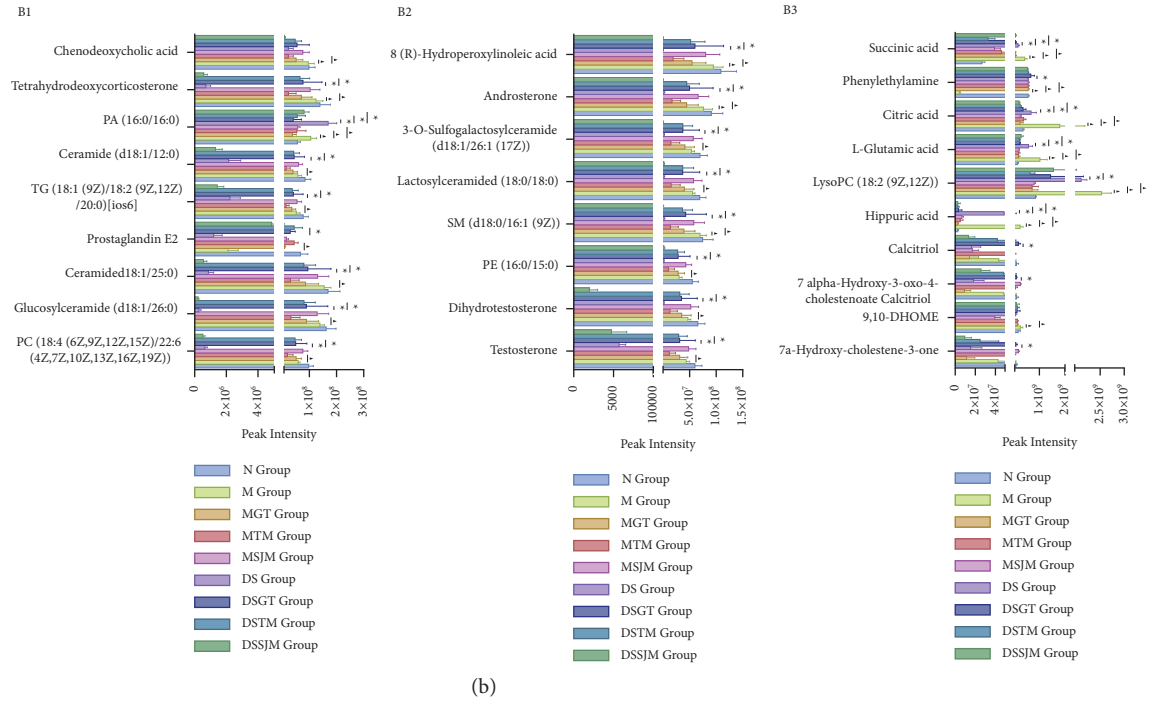 B1
Chenodeoxycholic acid
Tetrahydrodeoxycorticosterone
PA (16:0/16:0)
Ceramide (d18:1/12:0)
TG (18:1 (9Z)/18:2 (9Z,12Z)
/20:0)[ios6]
Prostaglandin E2
Ceramided18:1/25:0)
Glucosylceramide (d18:1/26:0)
PC (18:4 (6Z,9Z,12Z,15Z)/22:6
(4Z,7Z,10Z,13Z,16Z,19Z))
0
2×10⁶
4×10⁶
1×10⁸
2×10⁸
3×10⁸
Peak Intensity
N Group
M Group
MGT Group
MTM Group
MSJM Group
DS Group
DSGT Group
DSTM Group
DSSJM Group
B2
8 (R)-Hydroperoxylinoleic acid
Androsterone
3-O-Sulfogalactosylceramide
(d18:1/26:1 (17Z))
Lactosylceramided (18:0/18:0)
SM (d18:0/16:1 (9Z)
PE (16:0/15:0)
Dihydrotestosterone
Testosterone
0
5000
100000
5.0×10⁷
1.0×10⁸
1.5×10⁸
Peak Intensity
N Group
M Group
MGT Group
MTM Group
MSJM Group
DS Group
DSGT Group
DSTM Group
DSSJM Group
B3
Succinic acid
Phenylethylamine
Citric acid
L-Glutamic acid
LysoPC (18:2 (9Z,12Z))
Hippuric acid
Calcitriol
7 alpha-Hydroxy-3-oxo-4-
cholestenoate Calcitriol
9,10-DHOME
7a-Hydroxy-cholestene-3-one
0
2×10⁷
4×10⁷
1×10⁹
2×10⁹
2.5×10⁹
3.0×10⁹
Peak Intensity
N Group
M Group
MGT Group
MTM Group
MSJM Group
DS Group
DSGT Group
DSTM Group
DSSJM Group
(b)